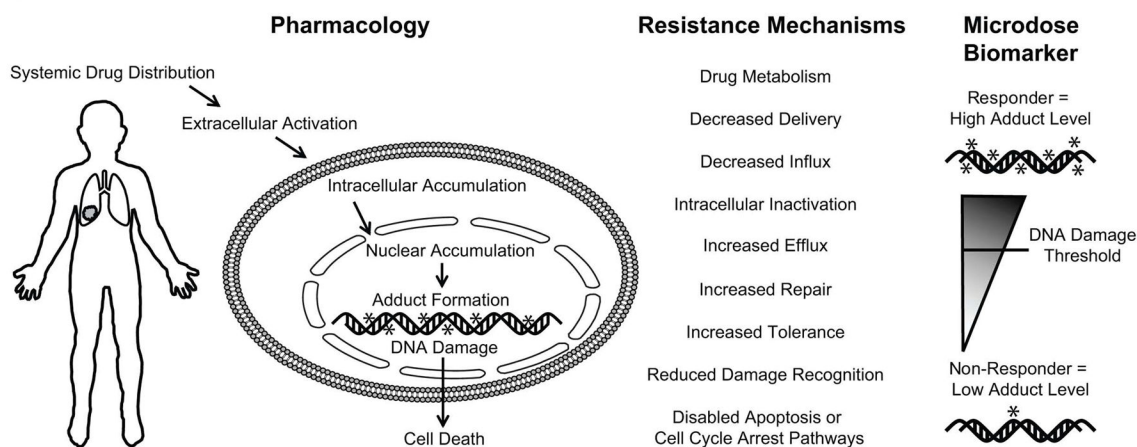 Pharmacology
Systemic Drug Distribution
Extracellular Activation
Intracellular Accumulation
Nuclear Accumulation
Adduct Formation
DNA Damage
Cell Death
Resistance Mechanisms
Drug Metabolism
Decreased Delivery
Decreased Influx
Intracellular Inactivation
Increased Efflux
Increased Repair
Increased Tolerance
Reduced Damage Recognition
Disabled Apoptosis or
Cell Cycle Arrest Pathways
Microdose
Biomarker
Responder =
High Adduct Level
DNA Damage
Threshold
Non-Responder =
Low Adduct Level